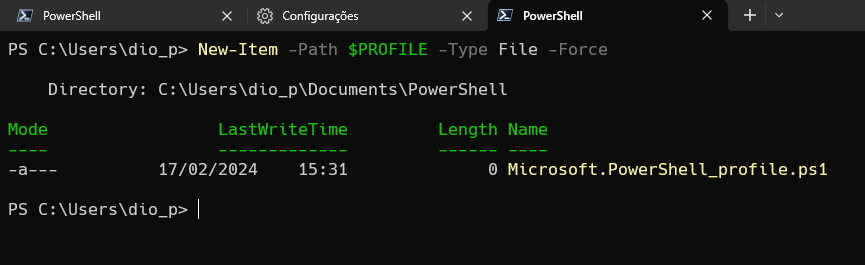 PowerShell
Configurações
PowerShell
PS C:\Users\dio_p> New-Item -Path $PROFILE -Type File -Force
Directory: C:\Users\dio_p\Documents\PowerShell
Mode LastWriteTime Length Name
---- ------------- ------ ----
-a--- 17/02/2024 15:31 0 Microsoft.PowerShell_profile.ps1
PS C:\Users\dio_p>